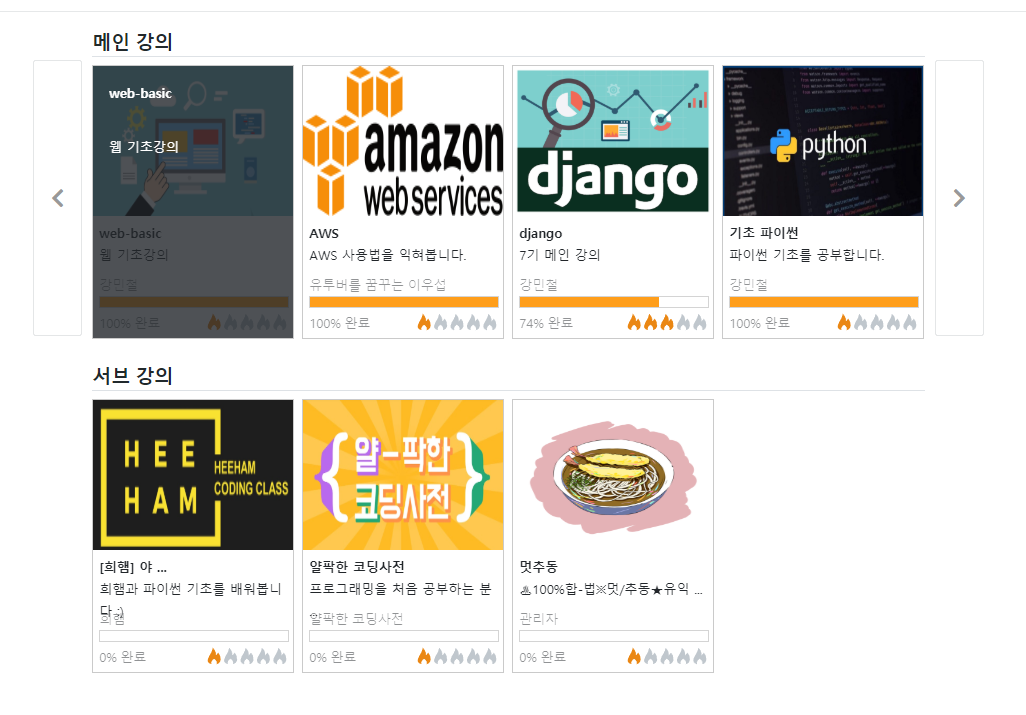 메인 강의
web-basic
웹 기초강의
web-basic
웹 기초강의
강민철
100% 완료
amazon
web services
AWS
AWS 사용법을 익혀봅니다.
유투버를 꿈꾸는 이우섭
100% 완료
django
django
7기 메인 강의
강민철
74% 완료
python
기초 파이썬
파이썬 기초를 공부합니다.
강민철
100% 완료
서브 강의
HEE
HAM
HEEHAM
CODING CLASS
[희햄] 야 ...
희햄과 파이썬 기초를 배워봅니
다 :)
희햄
0% 완료
{얄-팍한
코딩사전}
얄팍한 코딩사전
프로그래밍을 처음 공부하는 분
얄팍한 코딩사전
0% 완료
멋추동
♨100%합-법※멋/추동★유익 ...
관리자
0% 완료